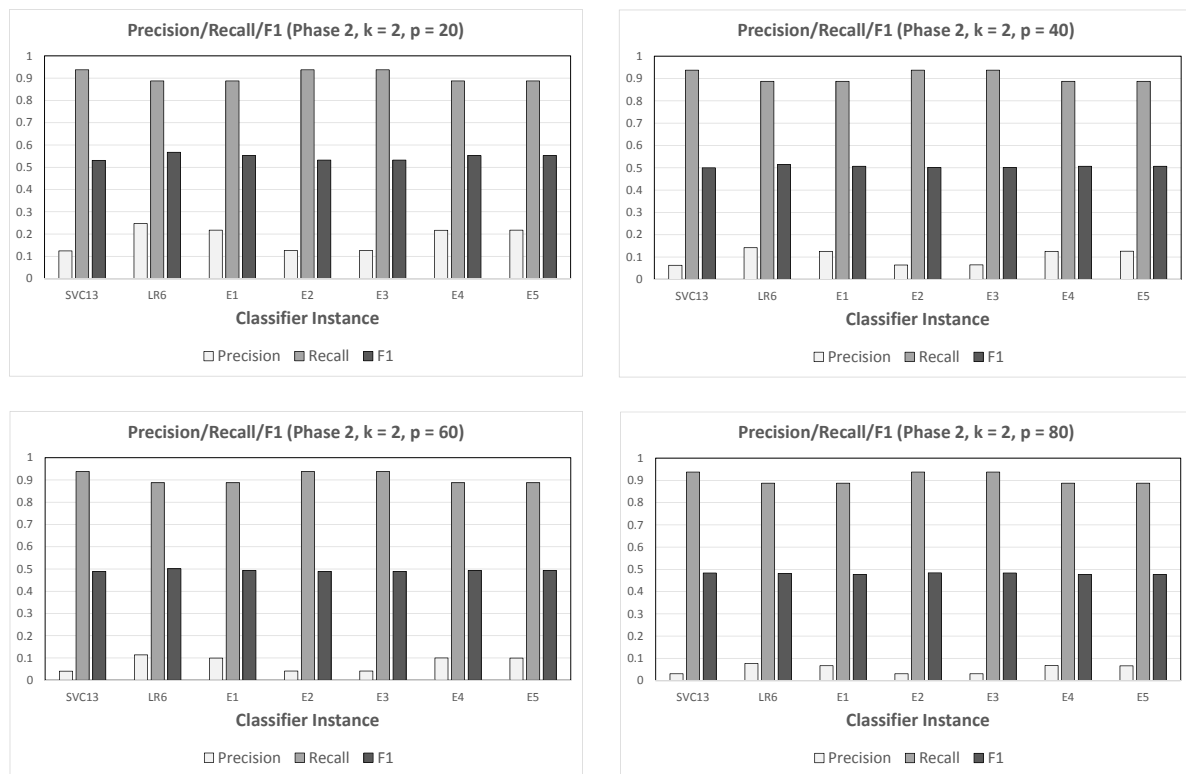 Precision/Recall/F1 (Phase 2, k = 2, p = 20)
1
0.9
0.8
0.7
0.6
0.5
0.4
0.3
0.2
0.1
0
SVC13 LR6 E1 E2 E3 E4 E5
Classifier Instance
Precision Recall F1
Precision/Recall/F1 (Phase 2, k = 2, p = 40)
1
0.9
0.8
0.7
0.6
0.5
0.4
0.3
0.2
0.1
0
SVC13 LR6 E1 E2 E3 E4 E5
Classifier Instance
Precision Recall F1
Precision/Recall/F1 (Phase 2, k = 2, p = 60)
1
0.9
0.8
0.7
0.6
0.5
0.4
0.3
0.2
0.1
0
SVC13 LR6 E1 E2 E3 E4 E5
Classifier Instance
Precision Recall F1
Precision/Recall/F1 (Phase 2, k = 2, p = 80)
1
0.9
0.8
0.7
0.6
0.5
0.4
0.3
0.2
0.1
0
SVC13 LR6 E1 E2 E3 E4 E5
Classifier Instance
Precision Recall F1